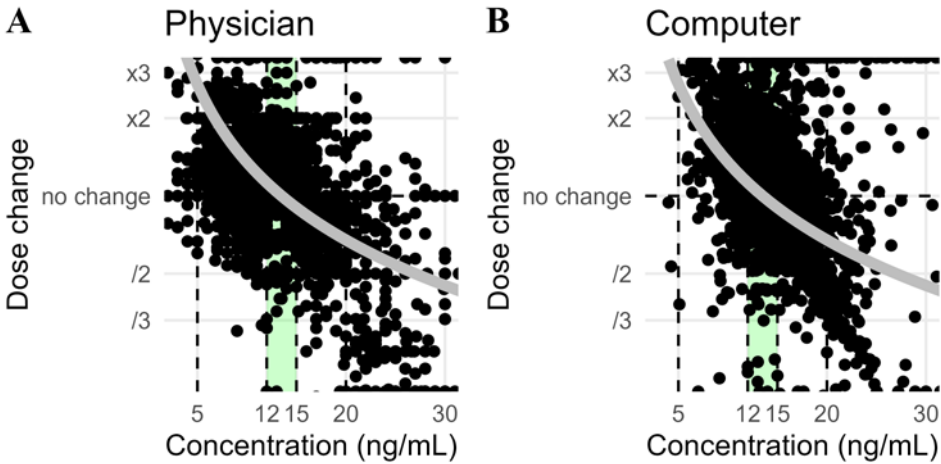 A Physician
x3
x2
no change
/2
/3
Dose change
5 12 15 20 30
Concentration (ng/mL)
B Computer
x3
x2
no change
/2
/3
Dose change
5 12 15 20 30
Concentration (ng/mL)